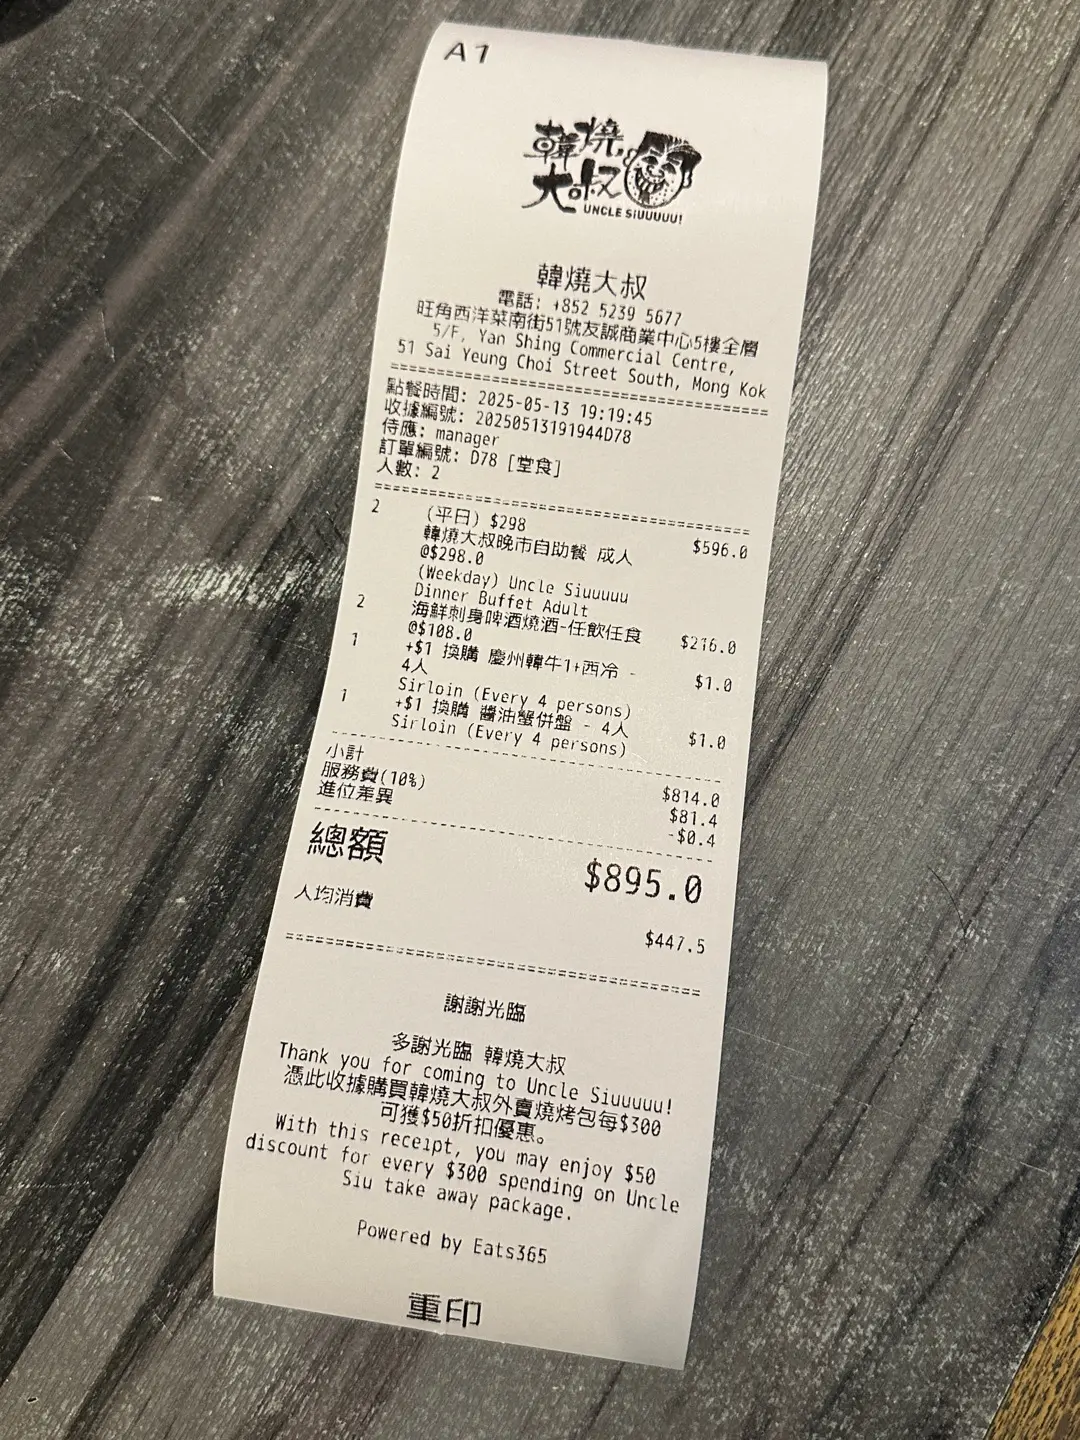 A1
韓燒
大叔
UNCLE SIUUUUU!
韓燒大叔
電話: +852 5239 5677
旺角西洋菜南街51號友誠商業中心5樓全層
5/F, Yan Shing Commercial Centre,
51 Sai Yeung Choi Street South, Mong Kok
點餐時間: 2025-05-13 19:19:45
收據編號: 20250513191944D78
侍應: manager
訂單編號: D78 [堂食]
人數: 2
2 (平日) $298 $596.0
韓燒大叔晚市自助餐 成人
@$298.0
(Weekday) Uncle Siuuuuu
Dinner Buffet Adult
2 海鮮刺身啤酒燒酒-任飲任食 $216.0
@$108.0
1 +$1 換購 慶州韓牛1+西冷 - $1.0
4人
Sirloin (Every 4 persons)
1 +$1 換購 醬油蟹併盤 - 4人 $1.0
Sirloin (Every 4 persons)
小計 $814.0
服務費(10%) $81.4
進位差異 -$0.4
總額 $895.0
人均消費 $447.5
謝謝光臨
多謝光臨 韓燒大叔
Thank you for coming to Uncle Siuuuuu!
憑此收據購買韓燒大叔外賣燒烤包每$300
可獲$50折扣優惠。
With this receipt, you may enjoy $50
discount for every $300 spending on Uncle
Siu take away package.
Powered by Eats365
重印